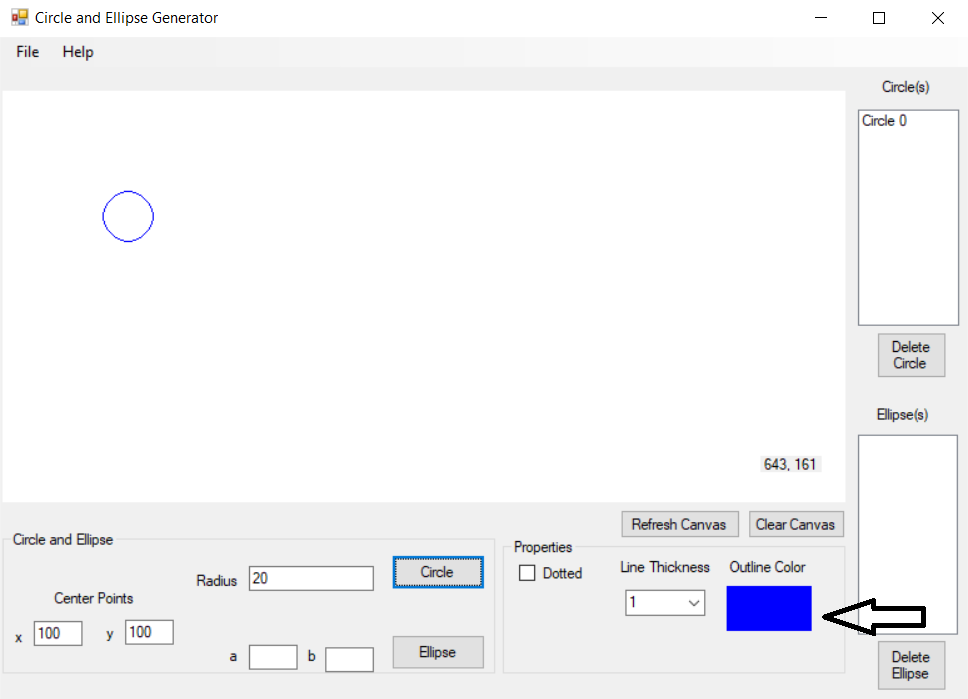 Circle and Ellipse Generator
File Help
Circle(s)
Circle 0
Delete
Circle
Ellipse(s)
643, 161
Refresh Canvas Clear Canvas
Circle and Ellipse
Radius 20 Circle
Center Points
x 100 y 100
a b Ellipse
Properties
Dotted Line Thickness Outline Color
1
Delete
Ellipse